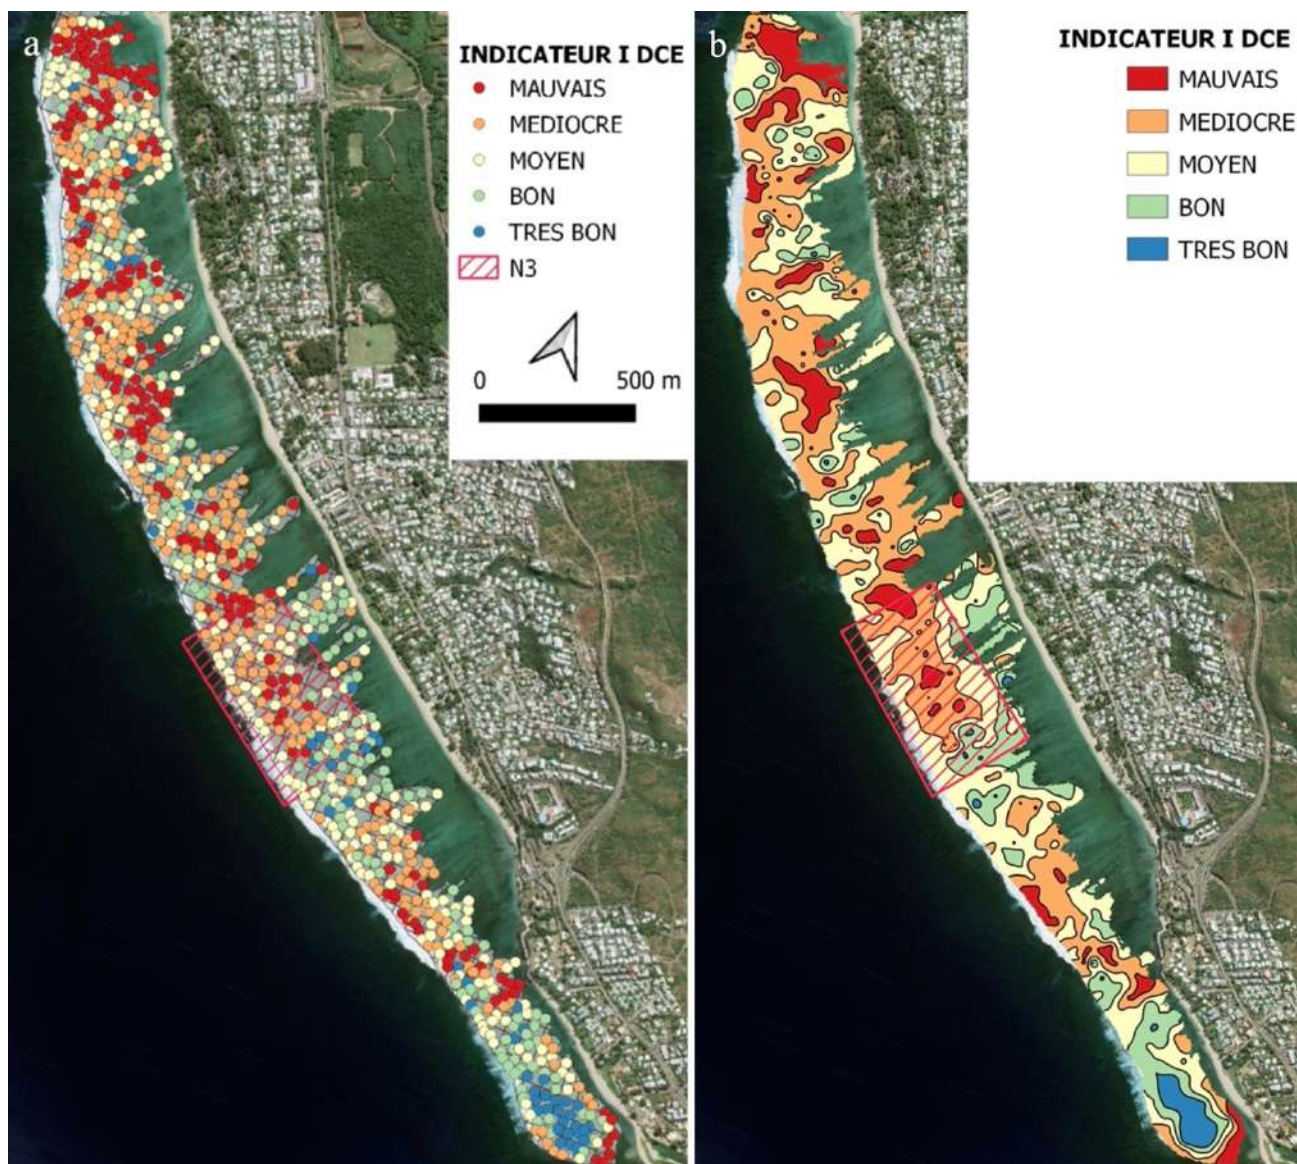 a
INDICATEUR I DCE
MAUVAIS
MEDIOCRE
MOYEN
BON
TRES BON
N3
0 500 m
b
INDICATEUR I DCE
MAUVAIS
MEDIOCRE
MOYEN
BON
TRES BON